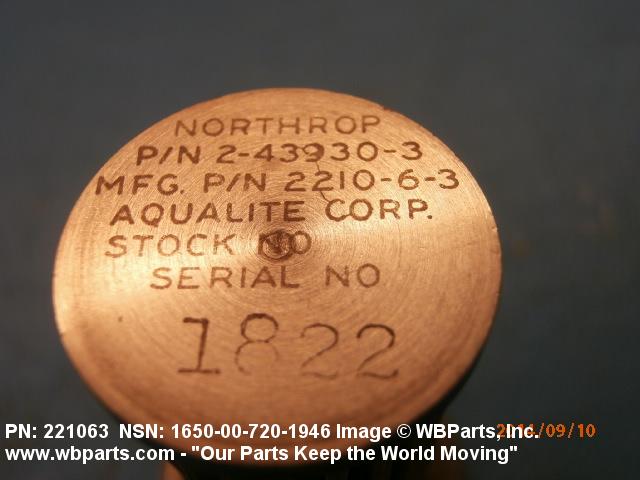 NORTHROP
P/N 2-43930-3
MFG. P/N 2210-6-3
AQUALITE CORP.
STOCK NO
SERIAL NO
1822
PN: 221063 NSN: 1650-00-720-1946 Image © WBParts, Inc.
2011/09/10
www.wbparts.com - "Our Parts Keep the World Moving"